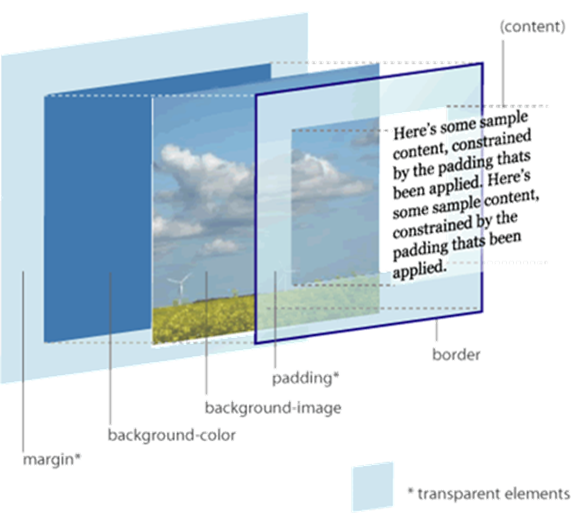 (content)
Here's some sample
content, constrained
by the padding thats
been applied. Here's
some sample content,
constrained by the
padding thats been
applied.
border
padding*
background-image
background-color
margin*
* transparent elements